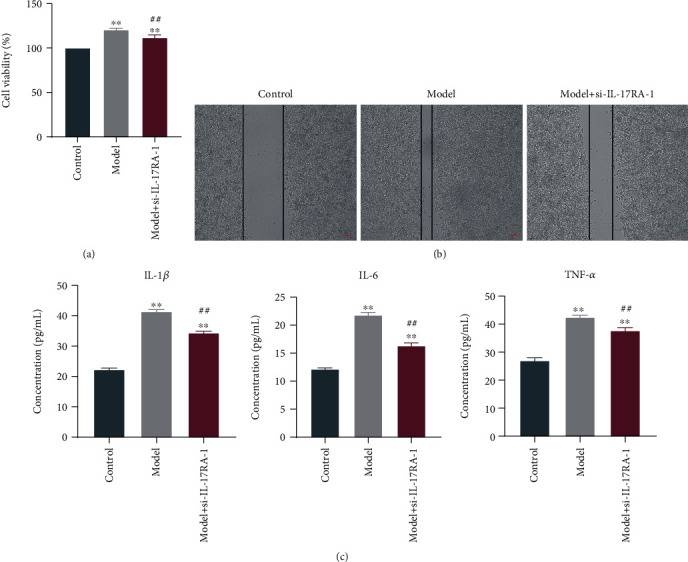 150
100
50
0
Cell viability (%)
**
##
**
Control
Model
Model+si-IL-17RA-1
(a)
Control
Model
Model+si-IL-17RA-1
(b)
IL-1β
50
40
30
20
10
0
Concentration (pg/mL)
**
##
**
Control
Model
Model+si-IL-17RA-1
IL-6
25
20
15
10
5
0
Concentration (pg/mL)
**
##
**
Control
Model
Model+si-IL-17RA-1
TNF-α
50
40
30
20
10
0
Concentration (pg/mL)
**
##
**
Control
Model
Model+si-IL-17RA-1
(c)